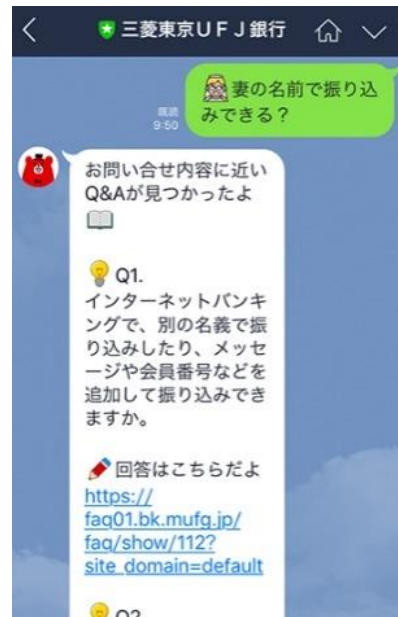 三菱東京ＵＦＪ銀行
妻の名前で振り込
みできる？
既読
9:50
お問い合せ内容に近い
Q&Aが見つかったよ
Q1.
インターネットバンキ
ングで、別の名義で振
り込みしたり、メッセ
ージや会員番号などを
追加して振り込みでき
ますか。
回答はこちらだよ
https://
faq01.bk.mufg.jp/
faq/show/112?
site_domain=default